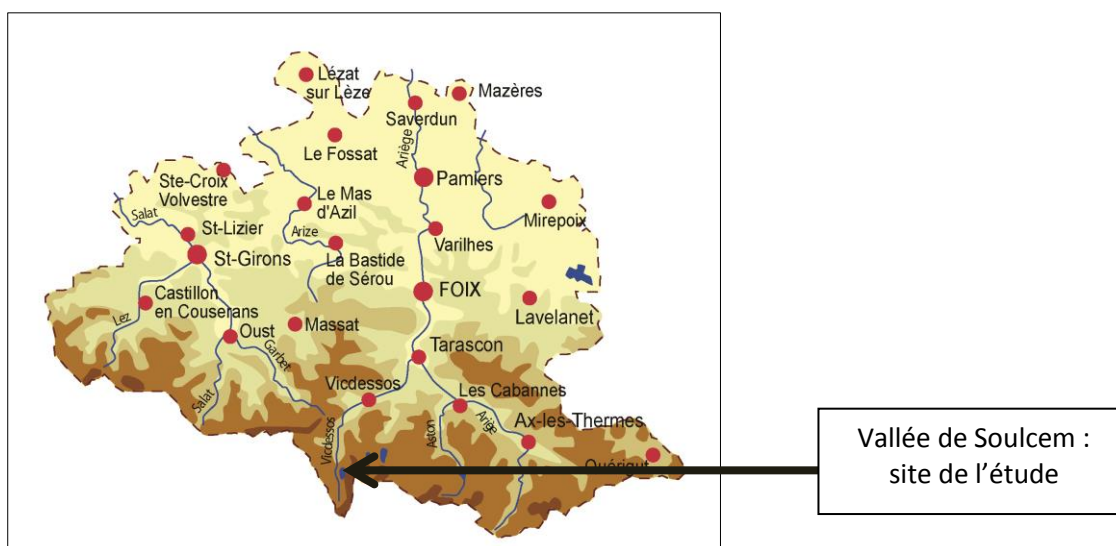 Lézat
sur Lèze
Mazères
Saverdun
Ariège
Le Fossat
Pamiers
Ste-Croix
Volvestre
Le Mas
d'Azil
Mirepoix
Salat
St-Lizier
Arize
Varilhes
St-Girons
La Bastide
de Sérou
FOIX
Castillon
en Couserans
Lavelanet
Lez
Massat
Oust
Garbet
Tarascon
Vicdessos
Les Cabannes
Salat
Vicdessos
Aston
Ariège
Ax-les-Thermes
Quérigut
Vallée de Soulcem :
site de l'étude